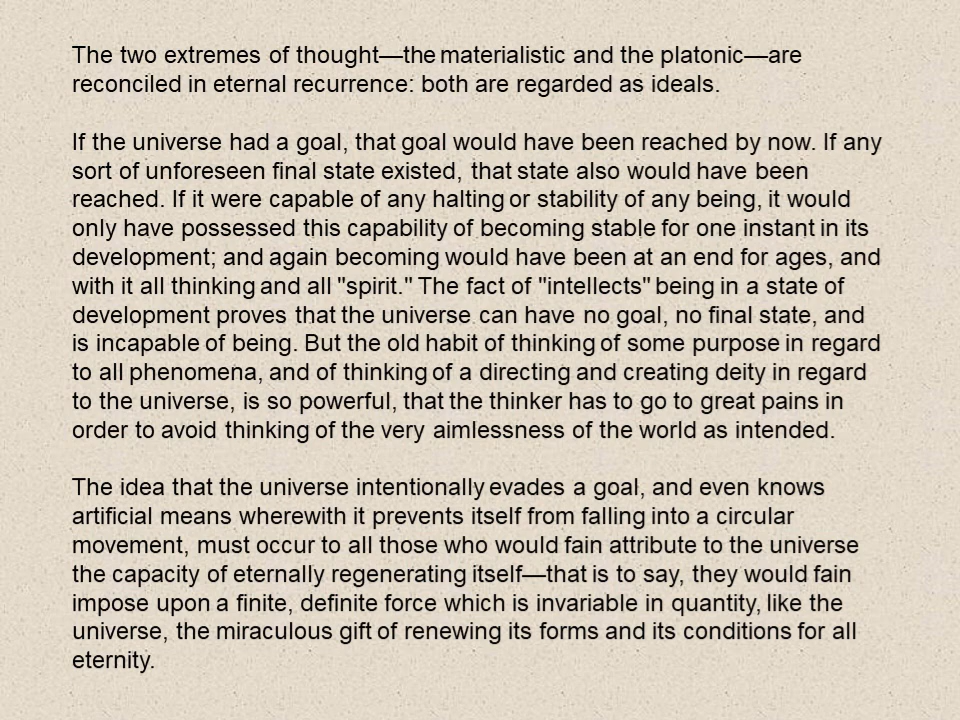 The two extremes of thought—the materialistic and the platonic—are
reconciled in eternal recurrence: both are regarded as ideals.
If the universe had a goal, that goal would have been reached by now. If any
sort of unforeseen final state existed, that state also would have been
reached. If it were capable of any halting or stability of any being, it would
only have possessed this capability of becoming stable for one instant in its
development; and again becoming would have been at an end for ages, and
with it all thinking and all "spirit." The fact of "intellects" being in a state of
development proves that the universe can have no goal, no final state, and
is incapable of being. But the old habit of thinking of some purpose in regard
to all phenomena, and of thinking of a directing and creating deity in regard
to the universe, is so powerful, that the thinker has to go to great pains in
order to avoid thinking of the very aimlessness of the world as intended.
The idea that the universe intentionally evades a goal, and even knows
artificial means wherewith it prevents itself from falling into a circular
movement, must occur to all those who would fain attribute to the universe
the capacity of eternally regenerating itself—that is to say, they would fain
impose upon a finite, definite force which is invariable in quantity, like the
universe, the miraculous gift of renewing its forms and its conditions for all
eternity.